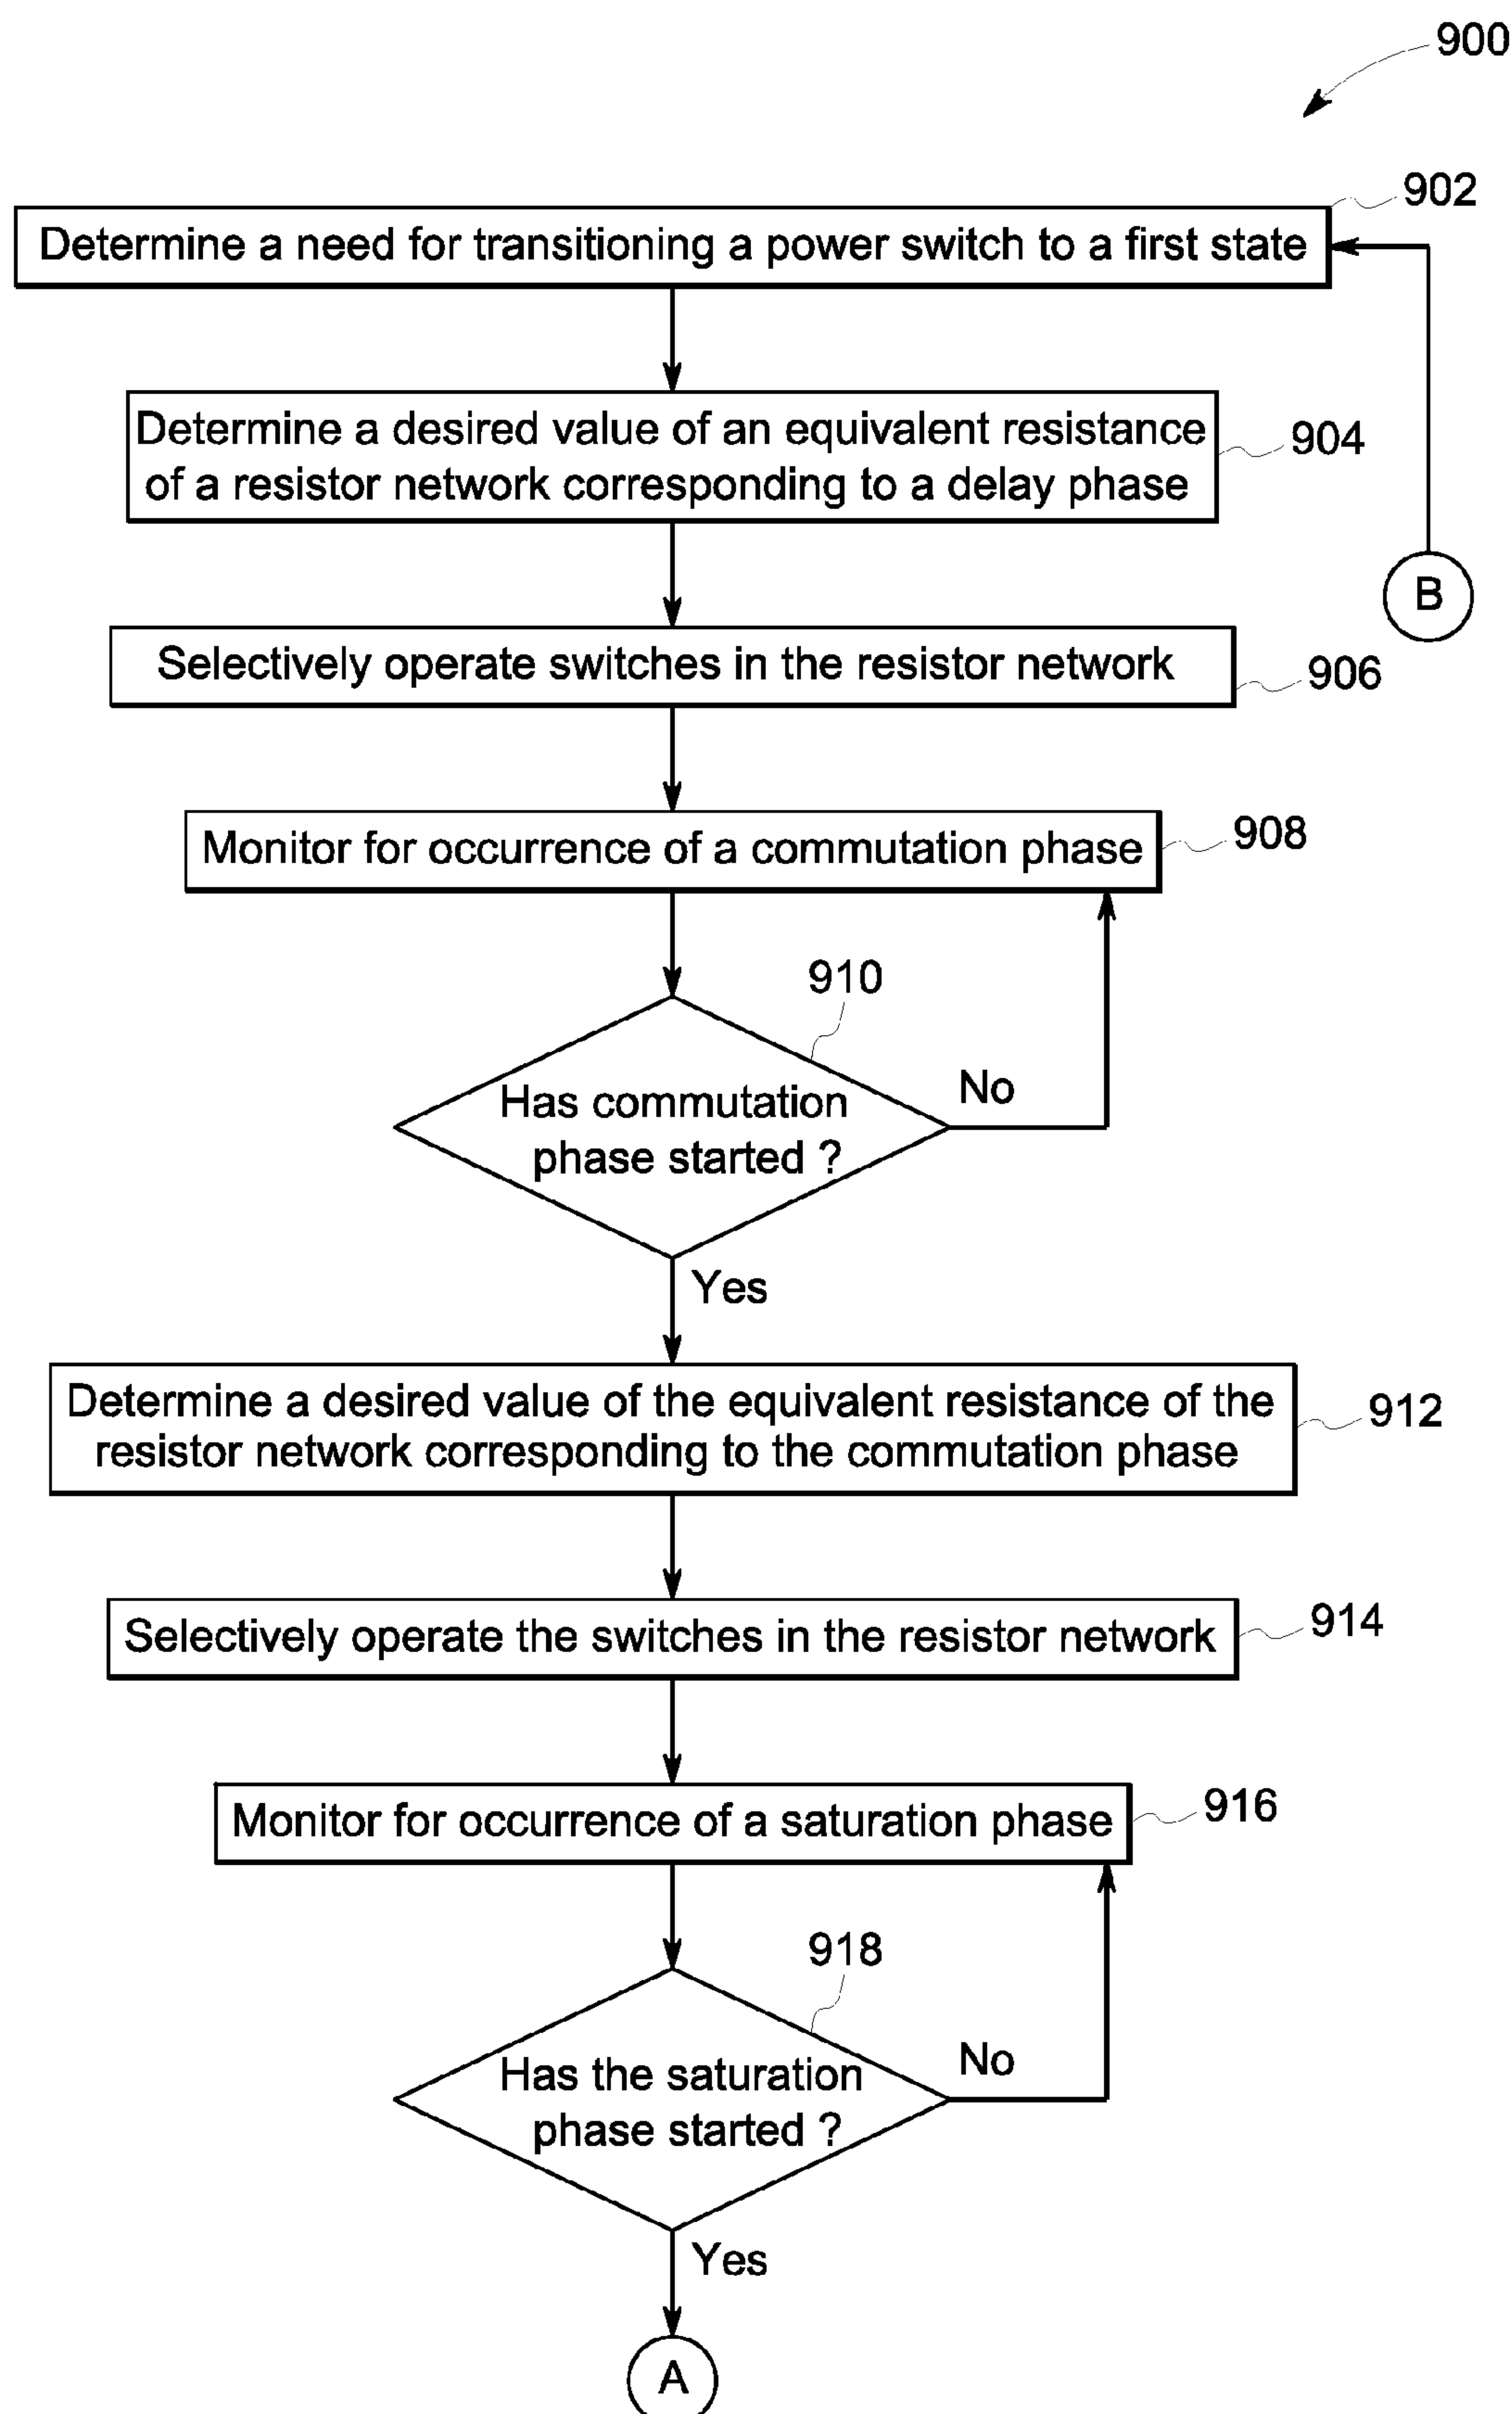 900
902
Determine a need for transitioning a power switch to a first state
Determine a desired value of an equivalent resistance
of a resistor network corresponding to a delay phase
904
B
Selectively operate switches in the resistor network
906
Monitor for occurrence of a commutation phase
908
910
Has commutation
phase started ?
No
Yes
Determine a desired value of the equivalent resistance of the
resistor network corresponding to the commutation phase
912
Selectively operate the switches in the resistor network
914
Monitor for occurrence of a saturation phase
916
918
Has the saturation
phase started ?
No
Yes
A